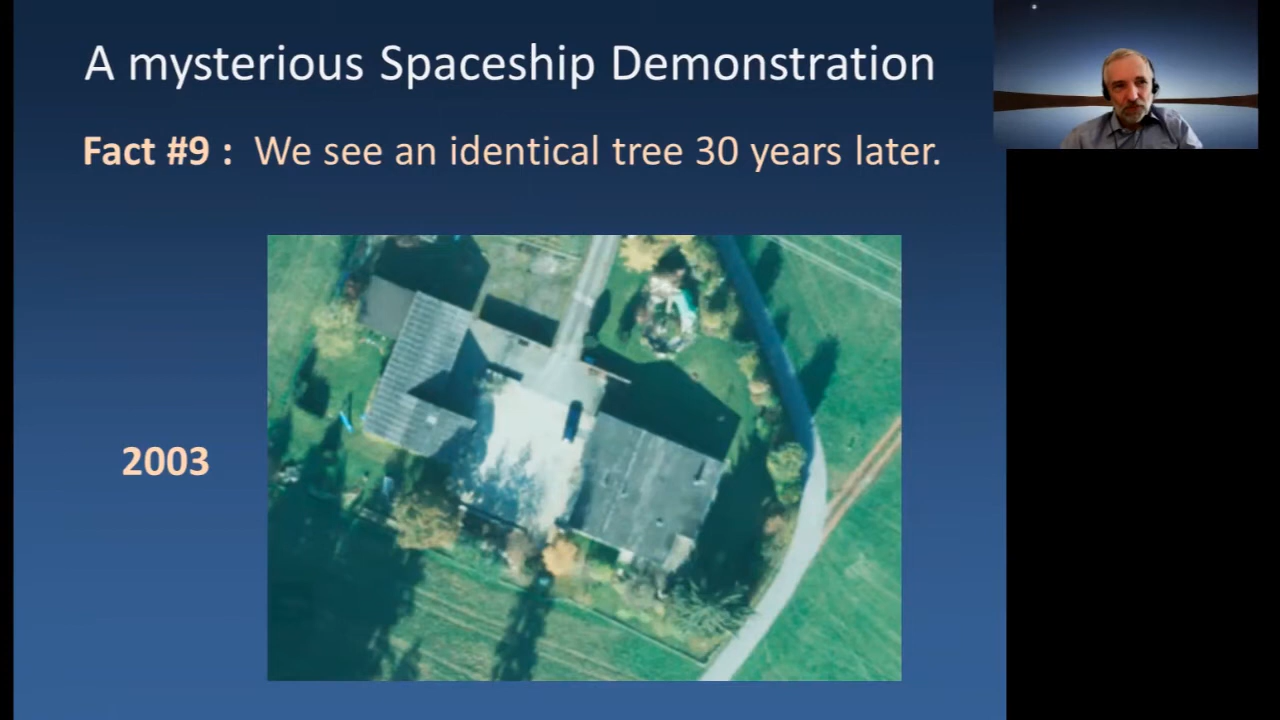 A mysterious Spaceship Demonstration
Fact #9 : We see an identical tree 30 years later.
2003